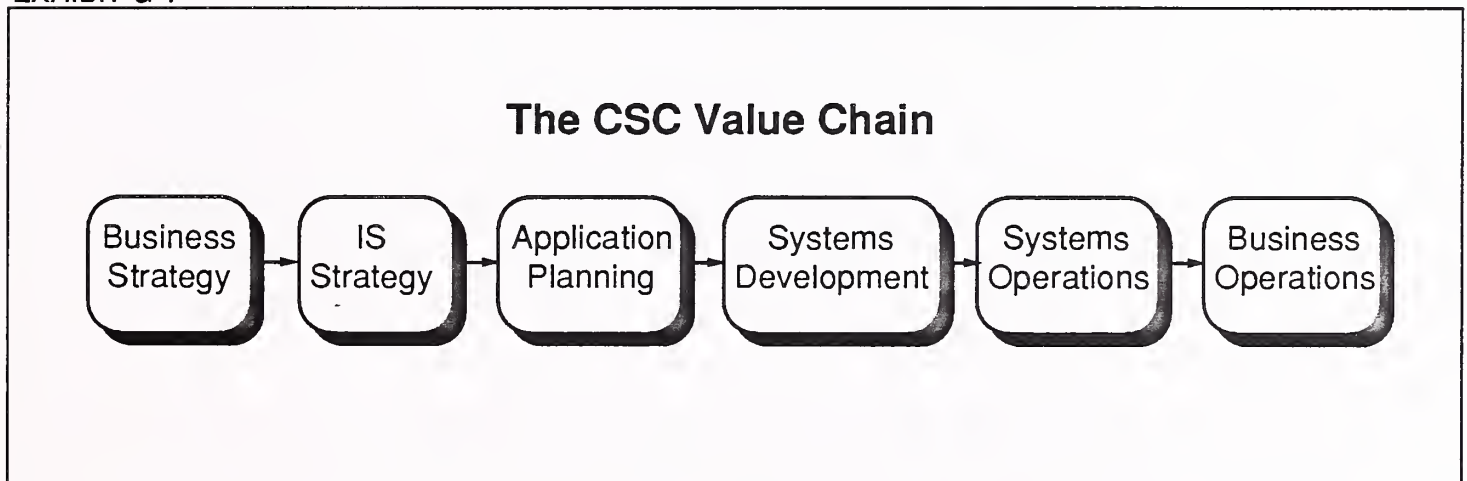 The CSC Value Chain
Business
Strategy
IS
Strategy
Application
Planning
Systems
Development
Systems
Operations
Business
Operations